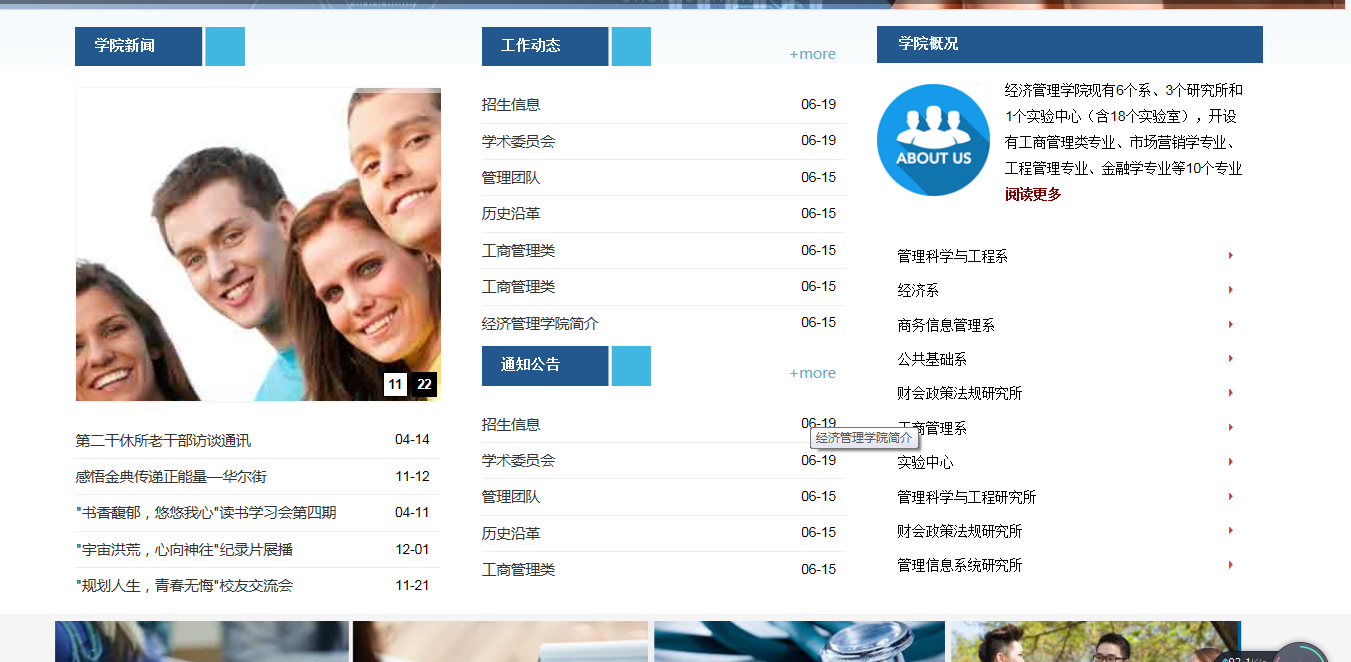 学院新闻
11 22
第二干休所老干部访谈通讯 04-14
感悟金典传递正能量—华尔街 11-12
"书香馥郁，悠悠我心"读书学习会第四期 04-11
"宇宙洪荒，心向神往"纪录片展播 12-01
"规划人生，青春无悔"校友交流会 11-21
工作动态 +more
招生信息 06-19
学术委员会 06-19
管理团队 06-15
历史沿革 06-15
工商管理类 06-15
工商管理类 06-15
经济管理学院简介 06-15
通知公告 +more
招生信息 06-19
学术委员会 06-19
管理团队 06-15
历史沿革 06-15
工商管理类 06-15
经济管理学院简介
学院概况
ABOUT US
经济管理学院现有6个系、3个研究所和
1个实验中心（含18个实验室），开设
有工商管理类专业、市场营销学专业、
工程管理专业、金融学专业等10个专业
阅读更多
管理科学与工程系
经济系
商务信息管理系
公共基础系
财会政策法规研究所
工商管理系
实验中心
管理科学与工程研究所
财会政策法规研究所
管理信息系统研究所